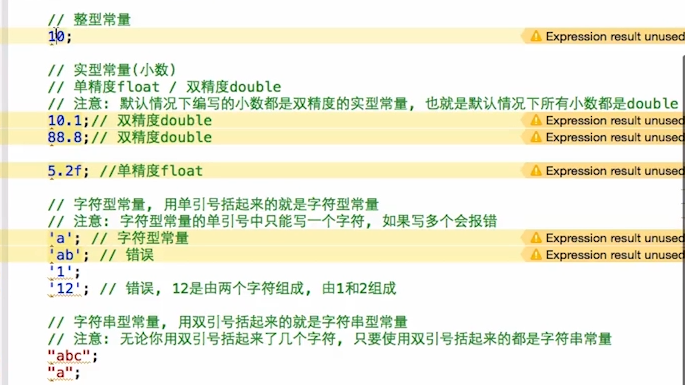 // 整型常量
10; Expression result unused
// 实型常量(小数)
// 单精度float / 双精度double
// 注意: 默认情况下编写的小数都是双精度的实型常量, 也就是默认情况下所有小数都是double
10.1;// 双精度double Expression result unused
88.8;// 双精度double Expression result unused
5.2f; //单精度float Expression result unused
// 字符型常量, 用单引号括起来的就是字符型常量
// 注意: 字符型常量的单引号中只能写一个字符, 如果写多个会报错
'a'; // 字符型常量 Expression result unused
'ab'; // 错误 Expression result unused
'1';
'12'; // 错误, 12是由两个字符组成, 由1和2组成
// 字符串型常量, 用双引号括起来的就是字符串型常量
// 注意: 无论你用双引号括起来了几个字符, 只要使用双引号括起来的都是字符串常量
"abc";
"a";